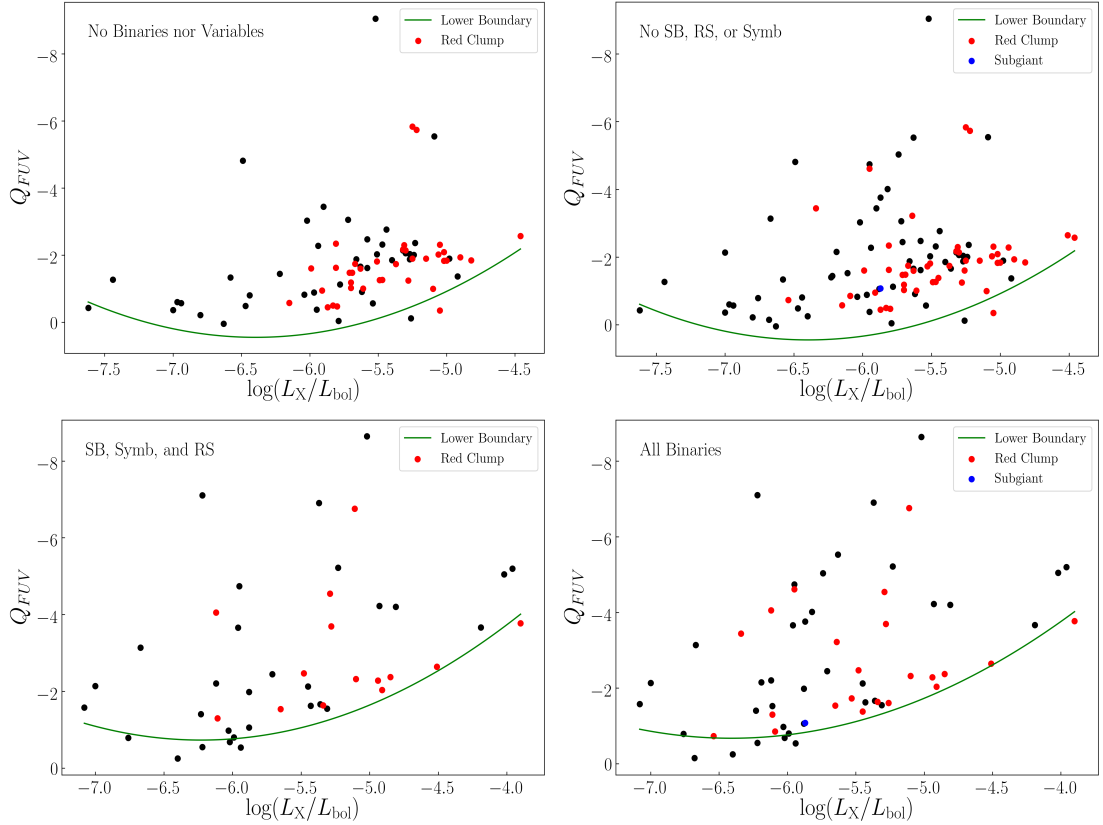 No Binaries nor Variables
Lower Boundary
Red Clump
−8
−6
−4
−2
0
Q_FUV
−7.5 −7.0 −6.5 −6.0 −5.5 −5.0 −4.5
log(L_X/L_bol)
No SB, RS, or Symb
Lower Boundary
Red Clump
Subgiant
−8
−6
−4
−2
0
Q_FUV
−7.5 −7.0 −6.5 −6.0 −5.5 −5.0 −4.5
log(L_X/L_bol)
SB, Symb, and RS
Lower Boundary
Red Clump
−8
−6
−4
−2
0
Q_FUV
−7.0 −6.5 −6.0 −5.5 −5.0 −4.5 −4.0
log(L_X/L_bol)
All Binaries
Lower Boundary
Red Clump
Subgiant
−8
−6
−4
−2
0
Q_FUV
−7.0 −6.5 −6.0 −5.5 −5.0 −4.5 −4.0
log(L_X/L_bol)